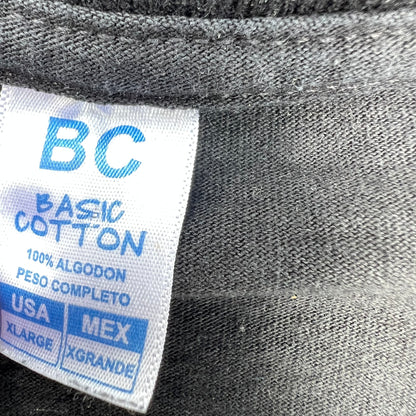 BC
BASIC
COTTON
100% ALGODON
PESO COMPLETO
USA MEX
XLARGE XGRANDE